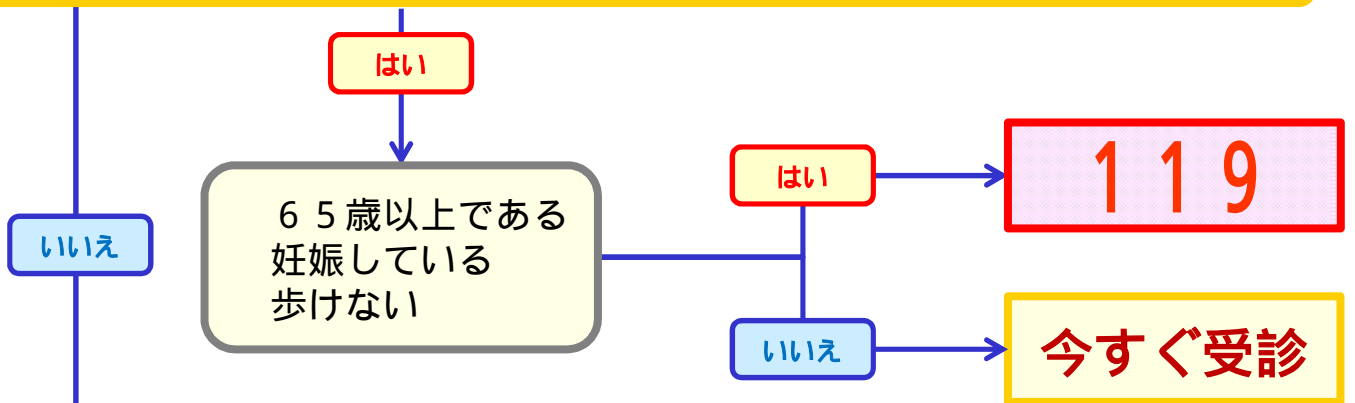 はい
はい
119
６５歳以上である
妊娠している
歩けない
いいえ
いいえ
今すぐ受診